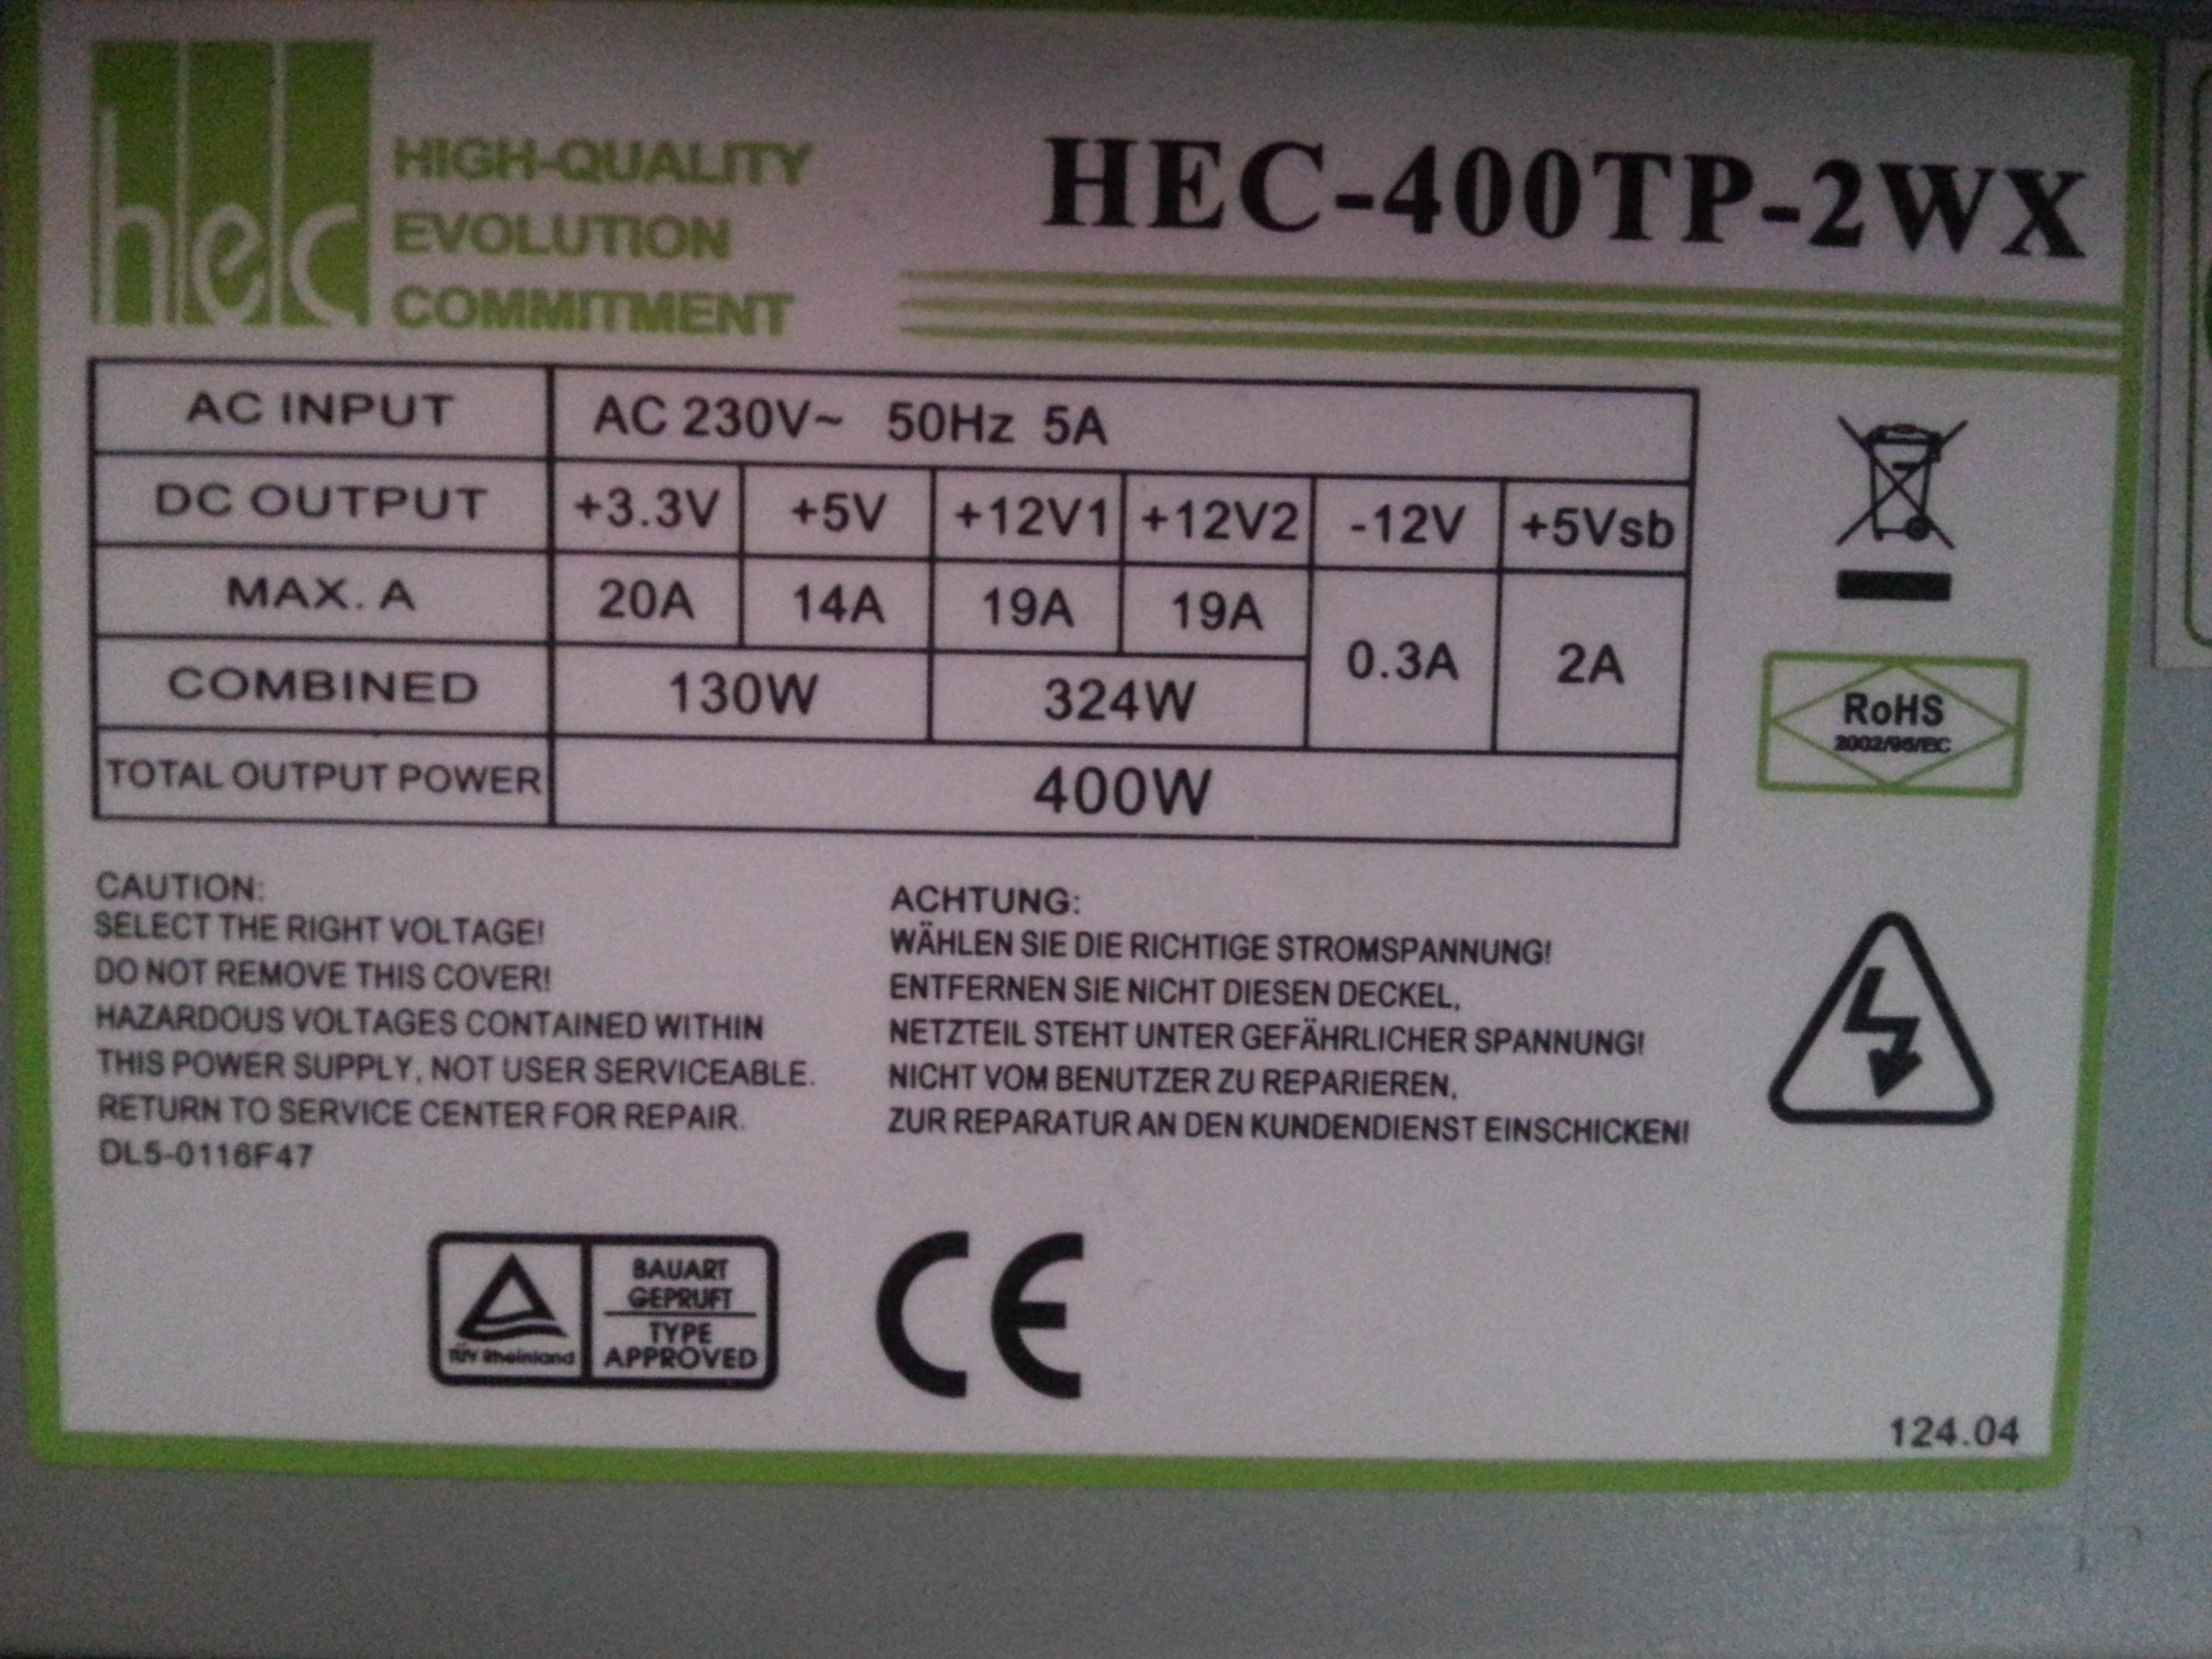 hec
HIGH-QUALITY
EVOLUTION
COMMITMENT
HEC-400TP-2WX
AC INPUT AC 230V~ 50Hz 5A
DC OUTPUT +3.3V +5V +12V1 +12V2 -12V +5Vsb
MAX. A 20A 14A 19A 19A 0.3A 2A
COMBINED 130W 324W
TOTAL OUTPUT POWER 400W
RoHS
2002/95/EC
CAUTION:
SELECT THE RIGHT VOLTAGE!
DO NOT REMOVE THIS COVER!
HAZARDOUS VOLTAGES CONTAINED WITHIN
THIS POWER SUPPLY, NOT USER SERVICEABLE.
RETURN TO SERVICE CENTER FOR REPAIR.
DL5-0116F47
ACHTUNG:
WÄHLEN SIE DIE RICHTIGE STROMSPANNUNG!
ENTFERNEN SIE NICHT DIESEN DECKEL,
NETZTEIL STEHT UNTER GEFÄHRLICHER SPANNUNG!
NICHT VOM BENUTZER ZU REPARIEREN,
ZUR REPARATUR AN DEN KUNDENDIENST EINSCHICKEN!
TÜV Rheinland
BAUART
GEPRUFT
TYPE
APPROVED
CE
124.04